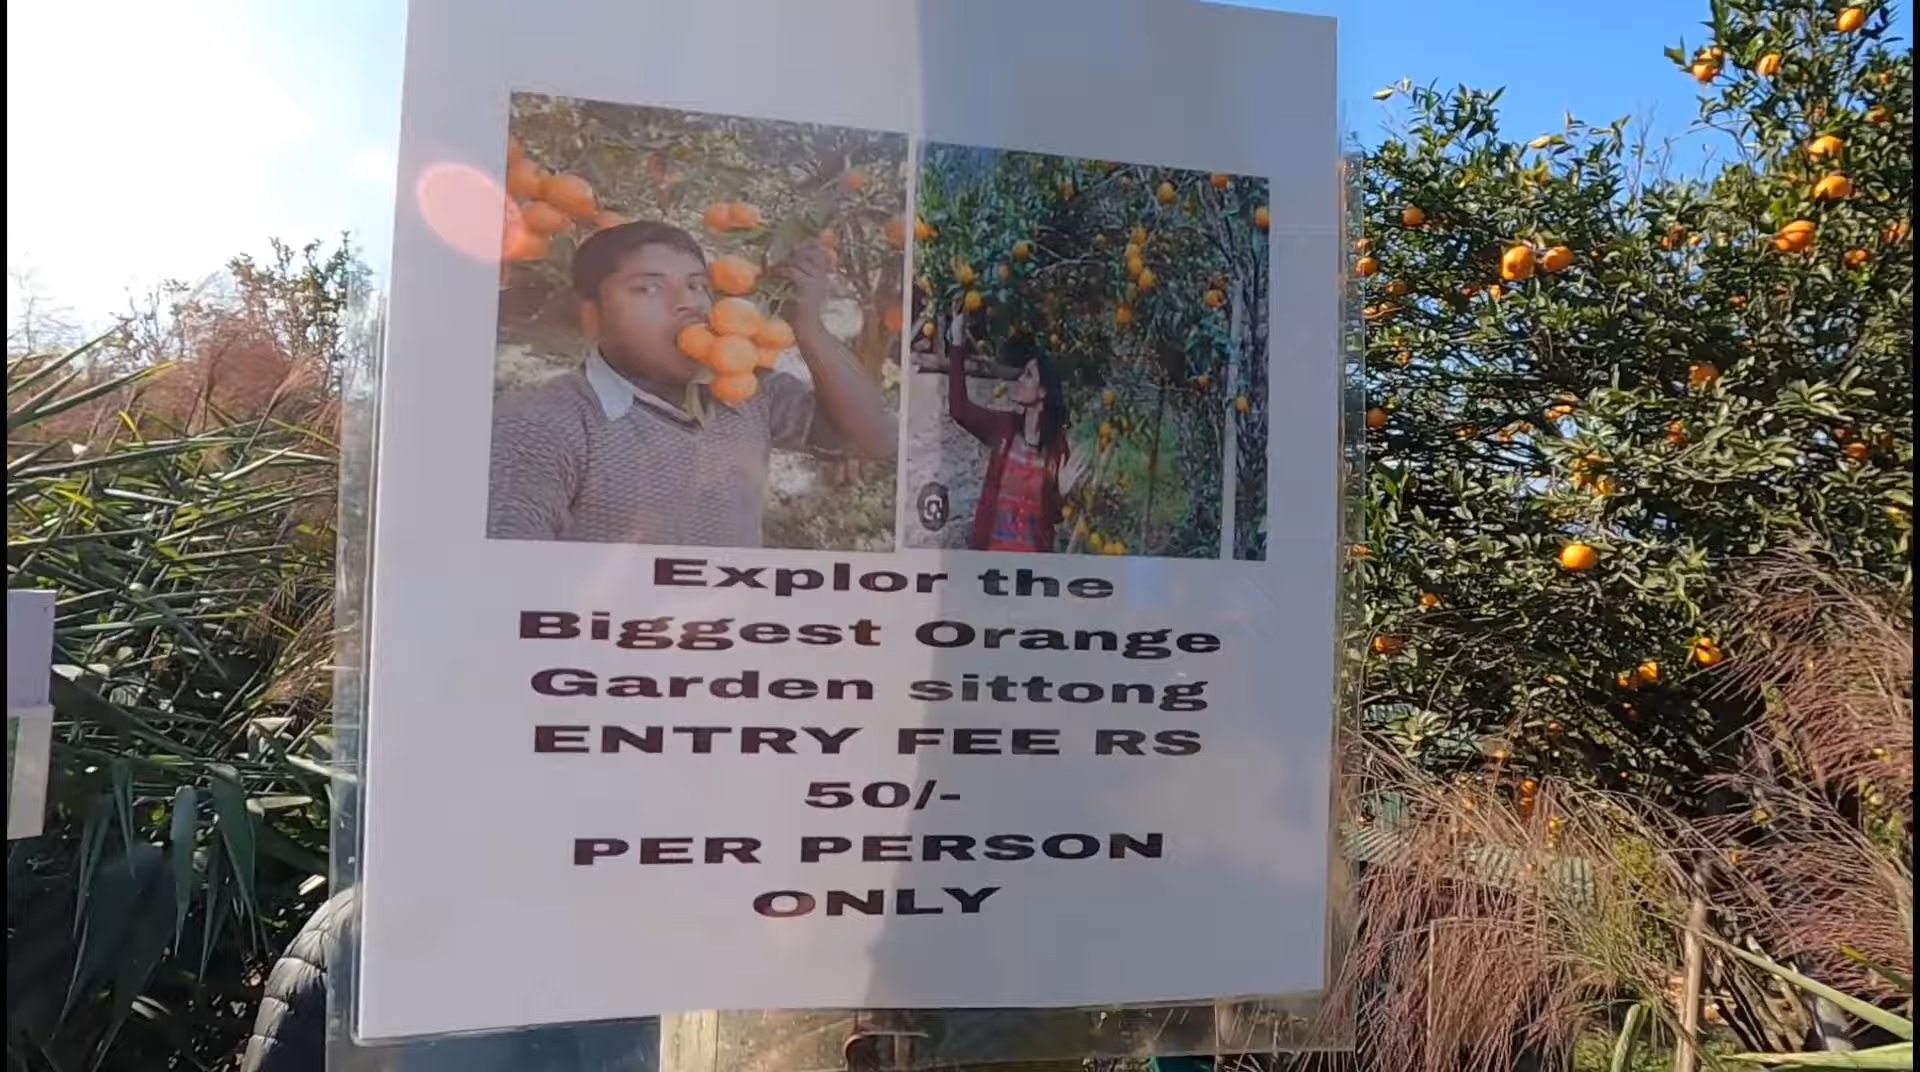 Explor the
Biggest Orange
Garden sittong
ENTRY FEE RS
50/-
PER PERSON
ONLY